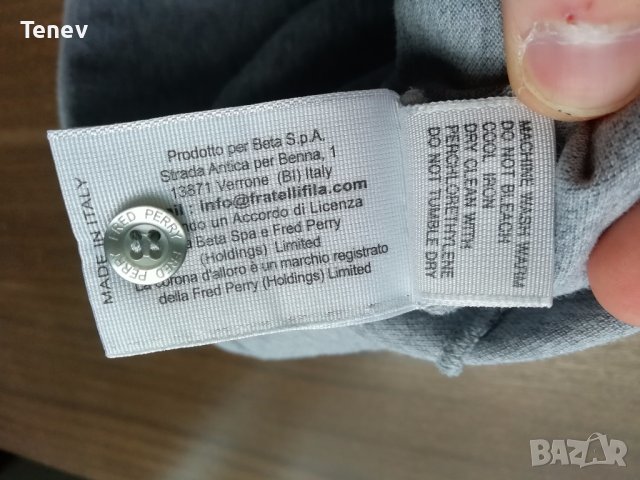 Tenev
MADE IN ITALY
Prodotto per Beta S.p.A.
Strada Antica per Benna, 1
13871 Verrone (BI) Italy
: info@fratellifila.com
un Accordo di Licenza
Beta Spa e Fred Perry
(Holdings) Limited
corona d'alloro è un marchio registrato
della Fred Perry (Holdings) Limited
FRED PERRY FRED PERRY
MACHINE WASH WARM
DO NOT BLEACH
COOL IRON
DRY CLEAN WITH
PERCHLORETHYLENE
DO NOT TUMBLE DRY
BAZAR